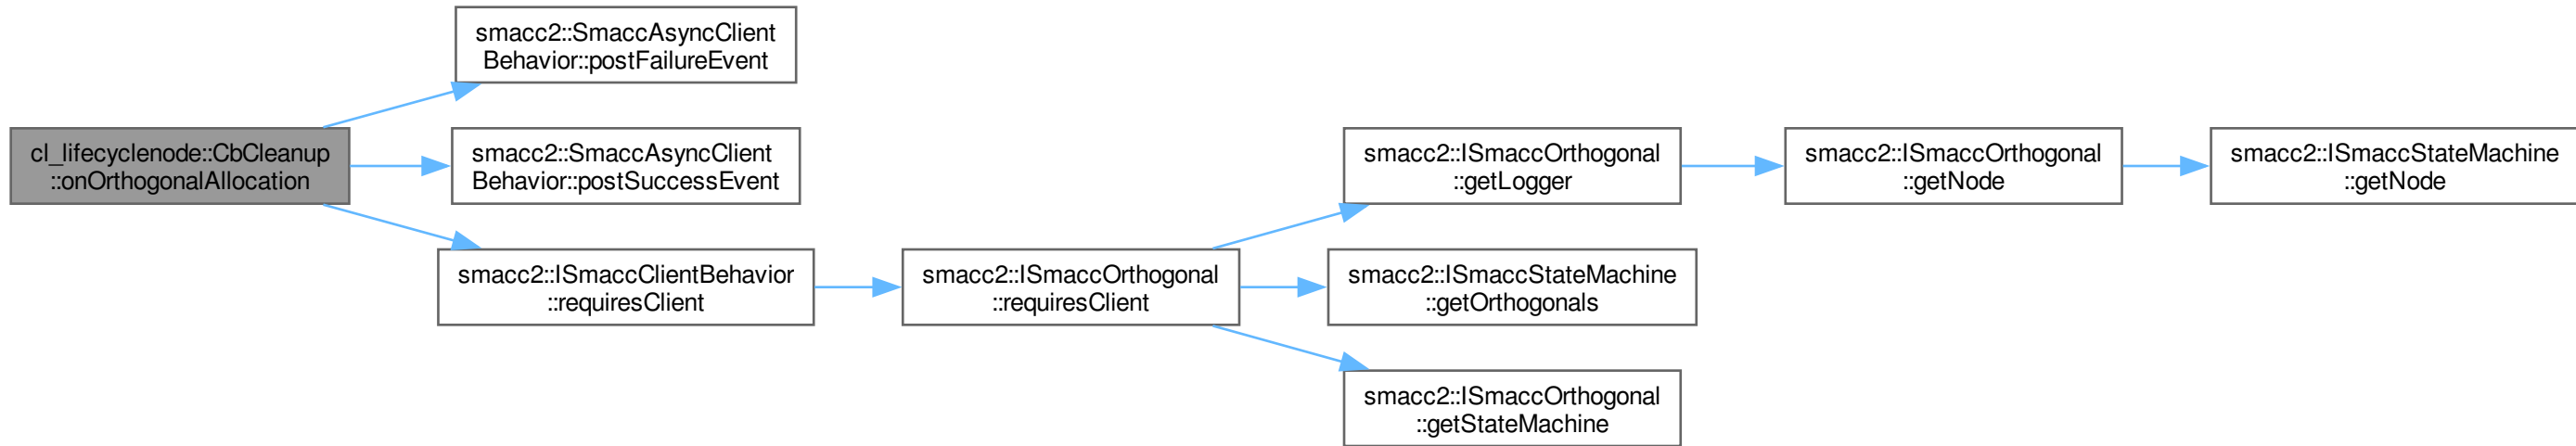 smacc2::SmaccAsyncClient
Behavior::postFailureEvent
cl_lifecyclenode::CbCleanup
::onOrthogonalAllocation
smacc2::SmaccAsyncClient
Behavior::postSuccessEvent
smacc2::ISmaccOrthogonal
::getLogger
smacc2::ISmaccOrthogonal
::getNode
smacc2::ISmaccStateMachine
::getNode
smacc2::ISmaccClientBehavior
::requiresClient
smacc2::ISmaccOrthogonal
::requiresClient
smacc2::ISmaccStateMachine
::getOrthogonals
smacc2::ISmaccOrthogonal
::getStateMachine